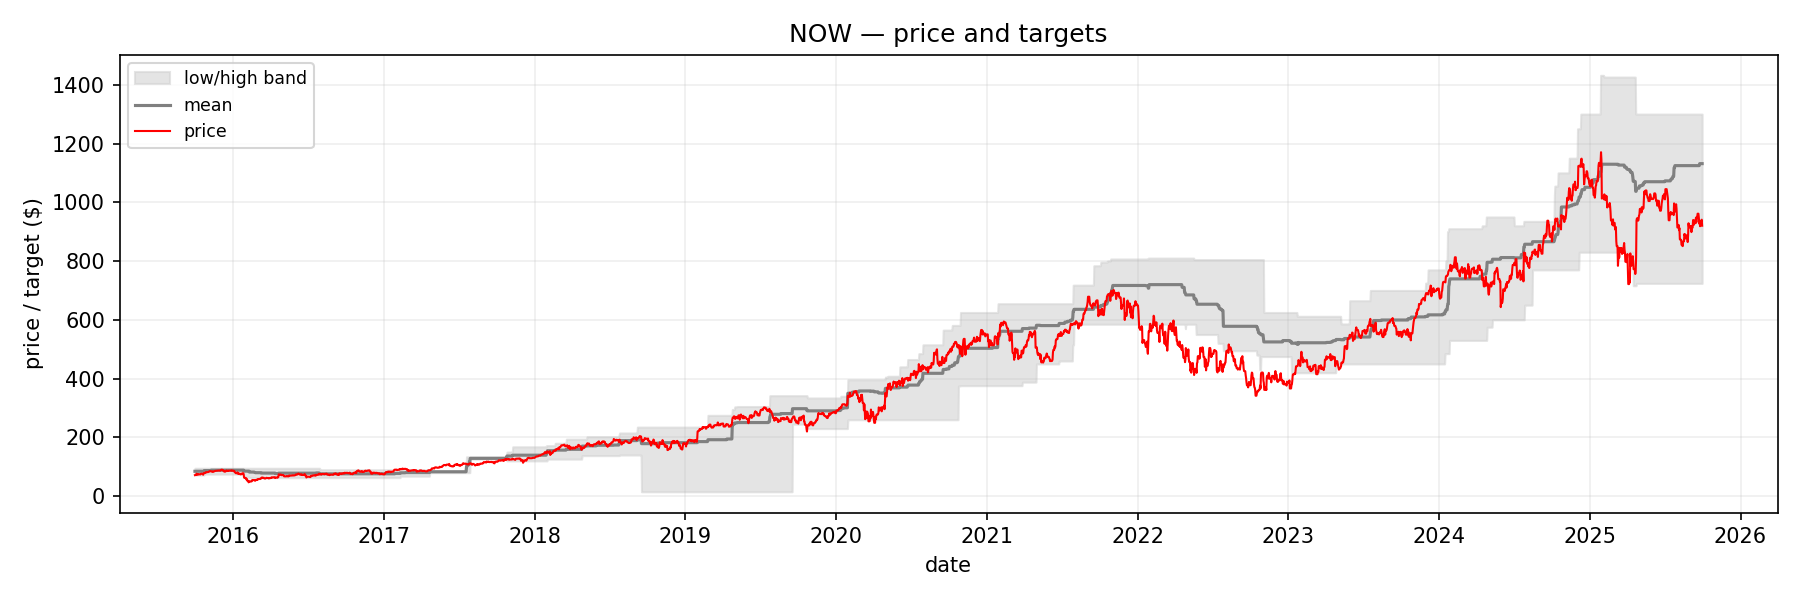 NOW — price and targets
low/high band
mean
price
price / target ($)
1400
1200
1000
800
600
400
200
0
2016 2017 2018 2019 2020 2021 2022 2023 2024 2025 2026
date